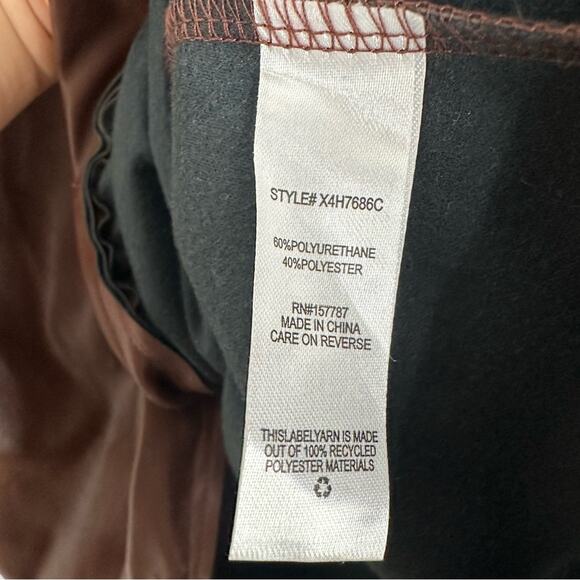 STYLE# X4H7686C
60%POLYURETHANE
40%POLYESTER
RN#157787
MADE IN CHINA
CARE ON REVERSE
THISLABELYARN IS MADE
OUT OF 100% RECYCLED
POLYESTER MATERIALS